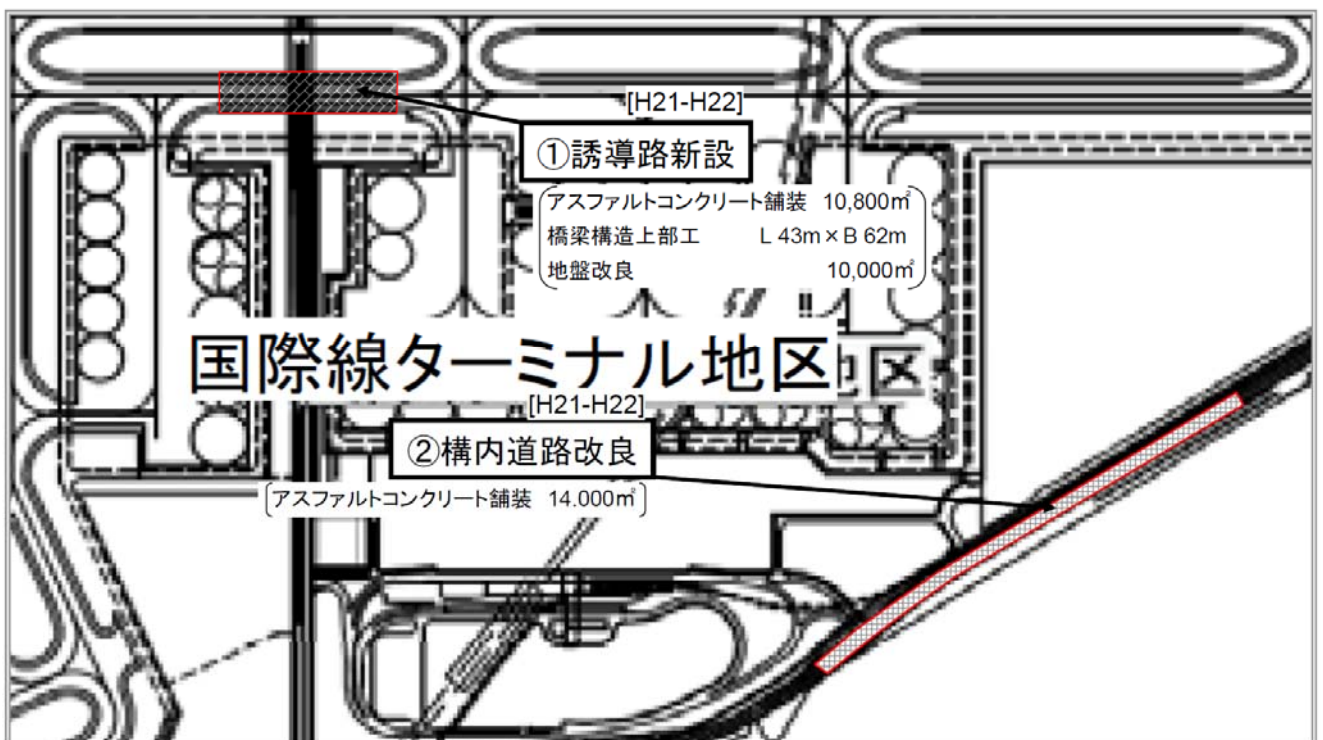 [H21-H22]
①誘導路新設
アスファルトコンクリート舗装 10,800㎡
橋梁構造上部工 L 43m×B 62m
地盤改良 10,000㎡
国際線ターミナル地区
地区
[H21-H22]
②構内道路改良
アスファルトコンクリート舗装 14.000㎡